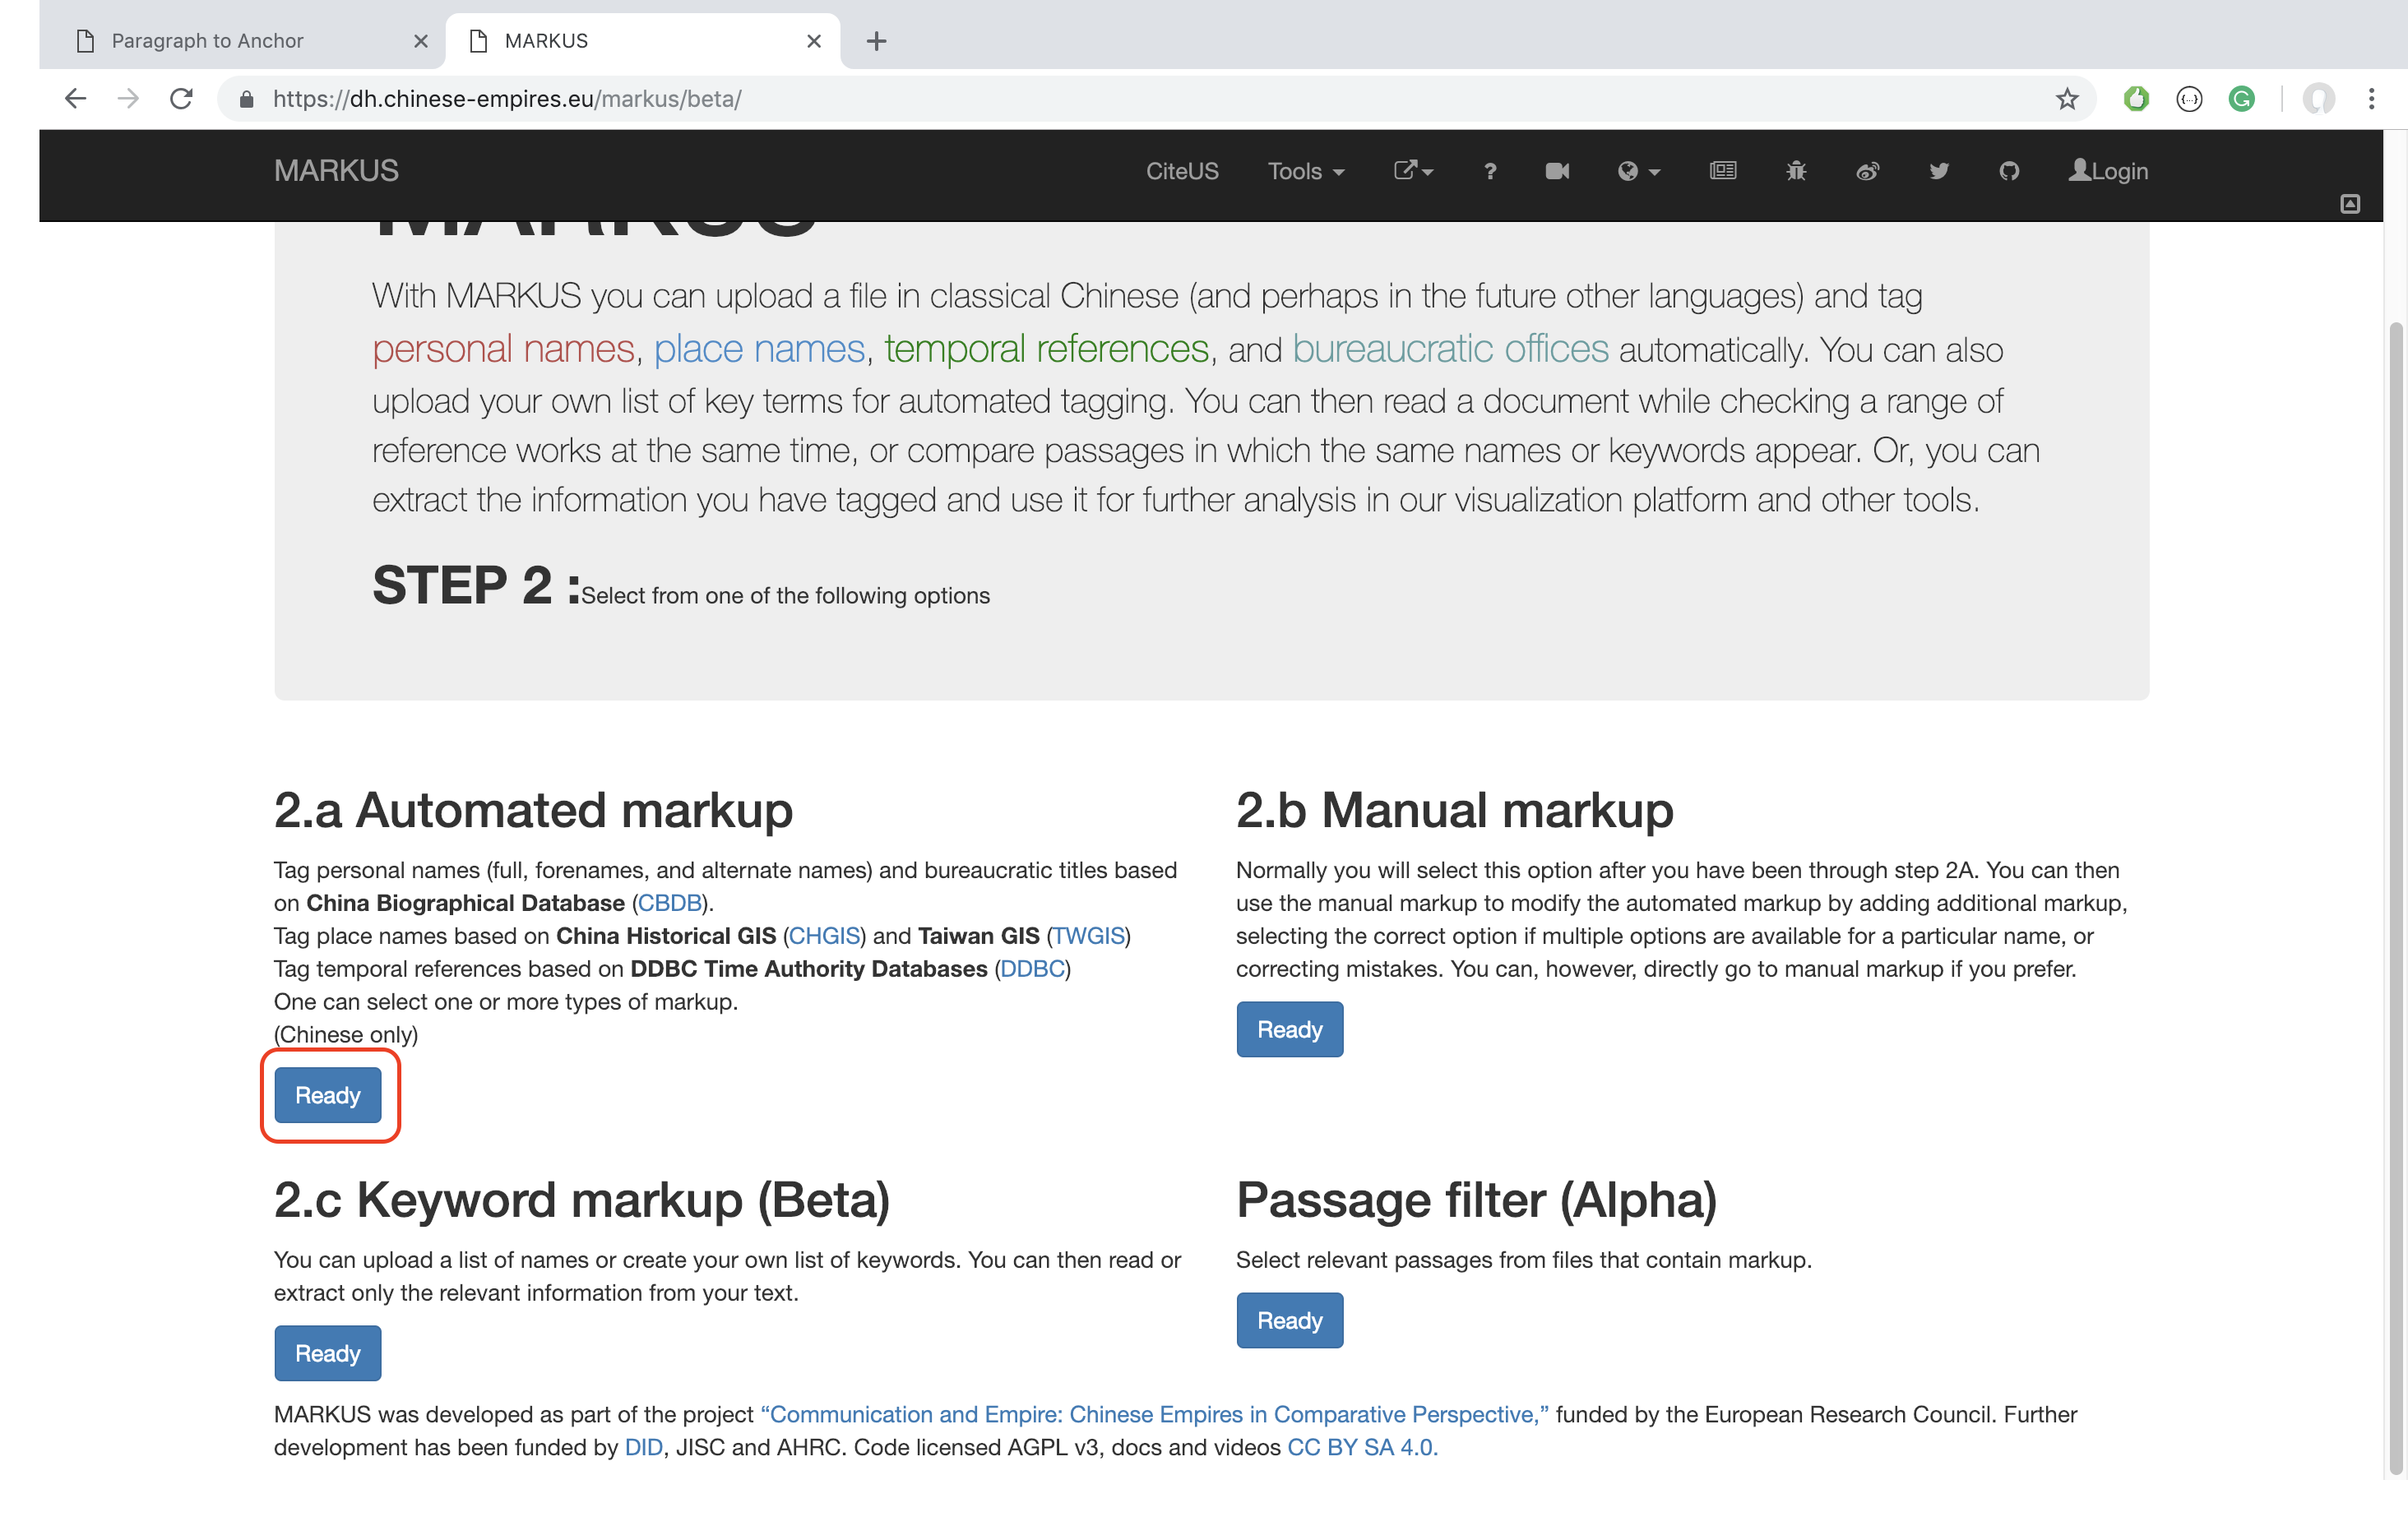 Paragraph to Anchor
MARKUS
https://dh.chinese-empires.eu/markus/beta/
MARKUS
CiteUS
Tools
?
Login
MARKUS
With MARKUS you can upload a file in classical Chinese (and perhaps in the future other languages) and tag
personal names, place names, temporal references, and bureaucratic offices automatically. You can also
upload your own list of key terms for automated tagging. You can then read a document while checking a range of
reference works at the same time, or compare passages in which the same names or keywords appear. Or, you can
extract the information you have tagged and use it for further analysis in our visualization platform and other tools.
STEP 2 :Select from one of the following options
2.a Automated markup
Tag personal names (full, forenames, and alternate names) and bureaucratic titles based
on China Biographical Database (CBDB).
Tag place names based on China Historical GIS (CHGIS) and Taiwan GIS (TWGIS)
Tag temporal references based on DDBC Time Authority Databases (DDBC)
One can select one or more types of markup.
(Chinese only)
Ready
2.b Manual markup
Normally you will select this option after you have been through step 2A. You can then
use the manual markup to modify the automated markup by adding additional markup,
selecting the correct option if multiple options are available for a particular name, or
correcting mistakes. You can, however, directly go to manual markup if you prefer.
Ready
2.c Keyword markup (Beta)
You can upload a list of names or create your own list of keywords. You can then read or
extract only the relevant information from your text.
Ready
Passage filter (Alpha)
Select relevant passages from files that contain markup.
Ready
MARKUS was developed as part of the project “Communication and Empire: Chinese Empires in Comparative Perspective,” funded by the European Research Council. Further
development has been funded by DID, JISC and AHRC. Code licensed AGPL v3, docs and videos CC BY SA 4.0.